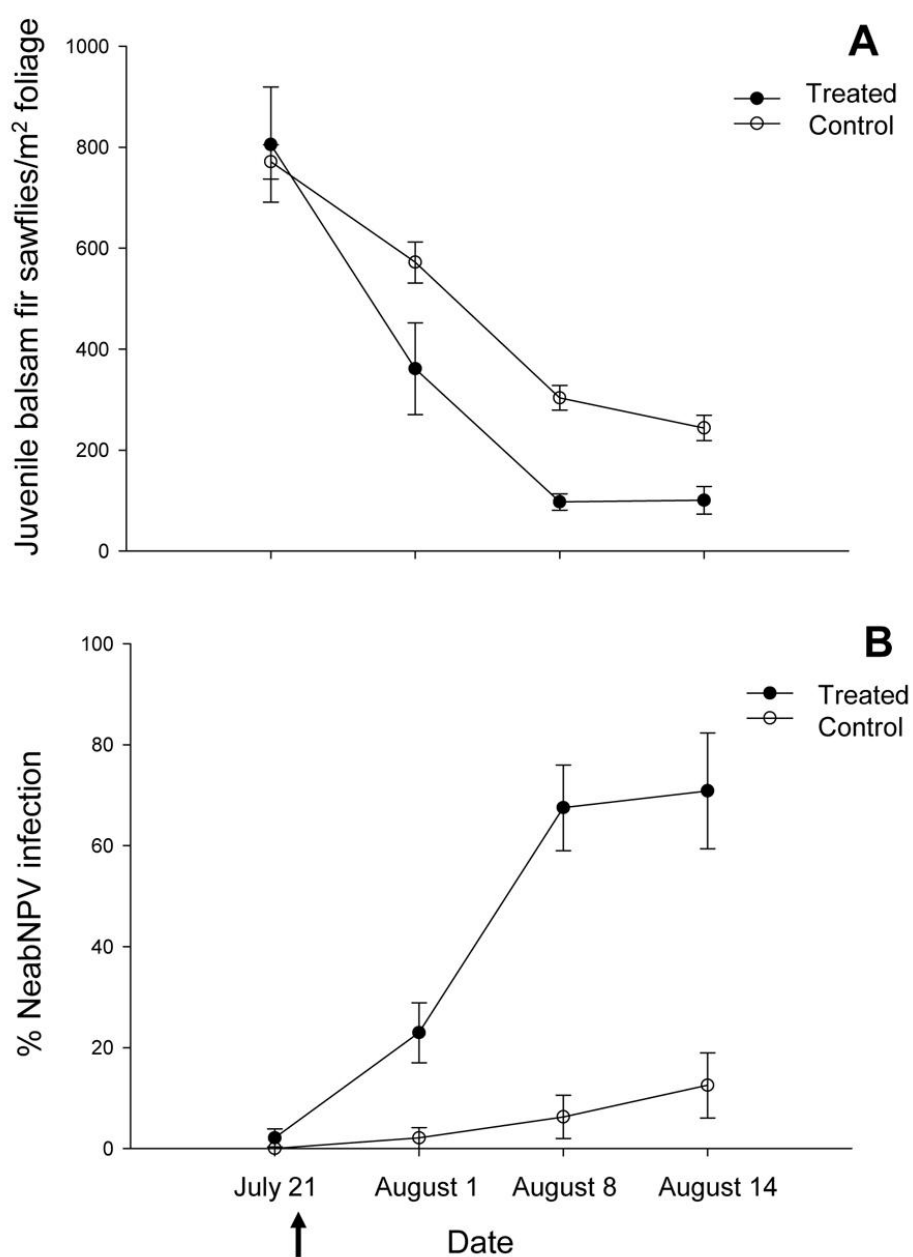 A
Treated
Control
Juvenile balsam fir sawflies/m² foliage
1000
800
600
400
200
0
B
Treated
Control
% NeabNPV infection
100
80
60
40
20
0
July 21 August 1 August 8 August 14
Date